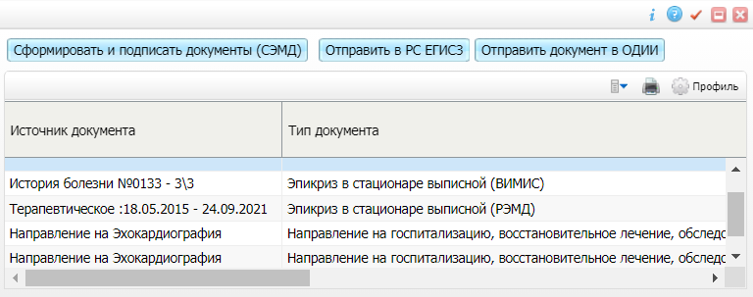 Сформировать и подписать документы (СЭМД) Отправить в РС ЕГИСЗ Отправить документ в ОДИИ
Профиль
Источник документа Тип документа
История болезни №0133 - 3\3 Эпикриз в стационаре выписной (ВИМИС)
Терапевтическое :18.05.2015 - 24.09.2021 Эпикриз в стационаре выписной (РЭМД)
Направление на Эхокардиография Направление на госпитализацию, восстановительное лечение, обследо
Направление на Эхокардиография Направление на госпитализацию, восстановительное лечение, обследо